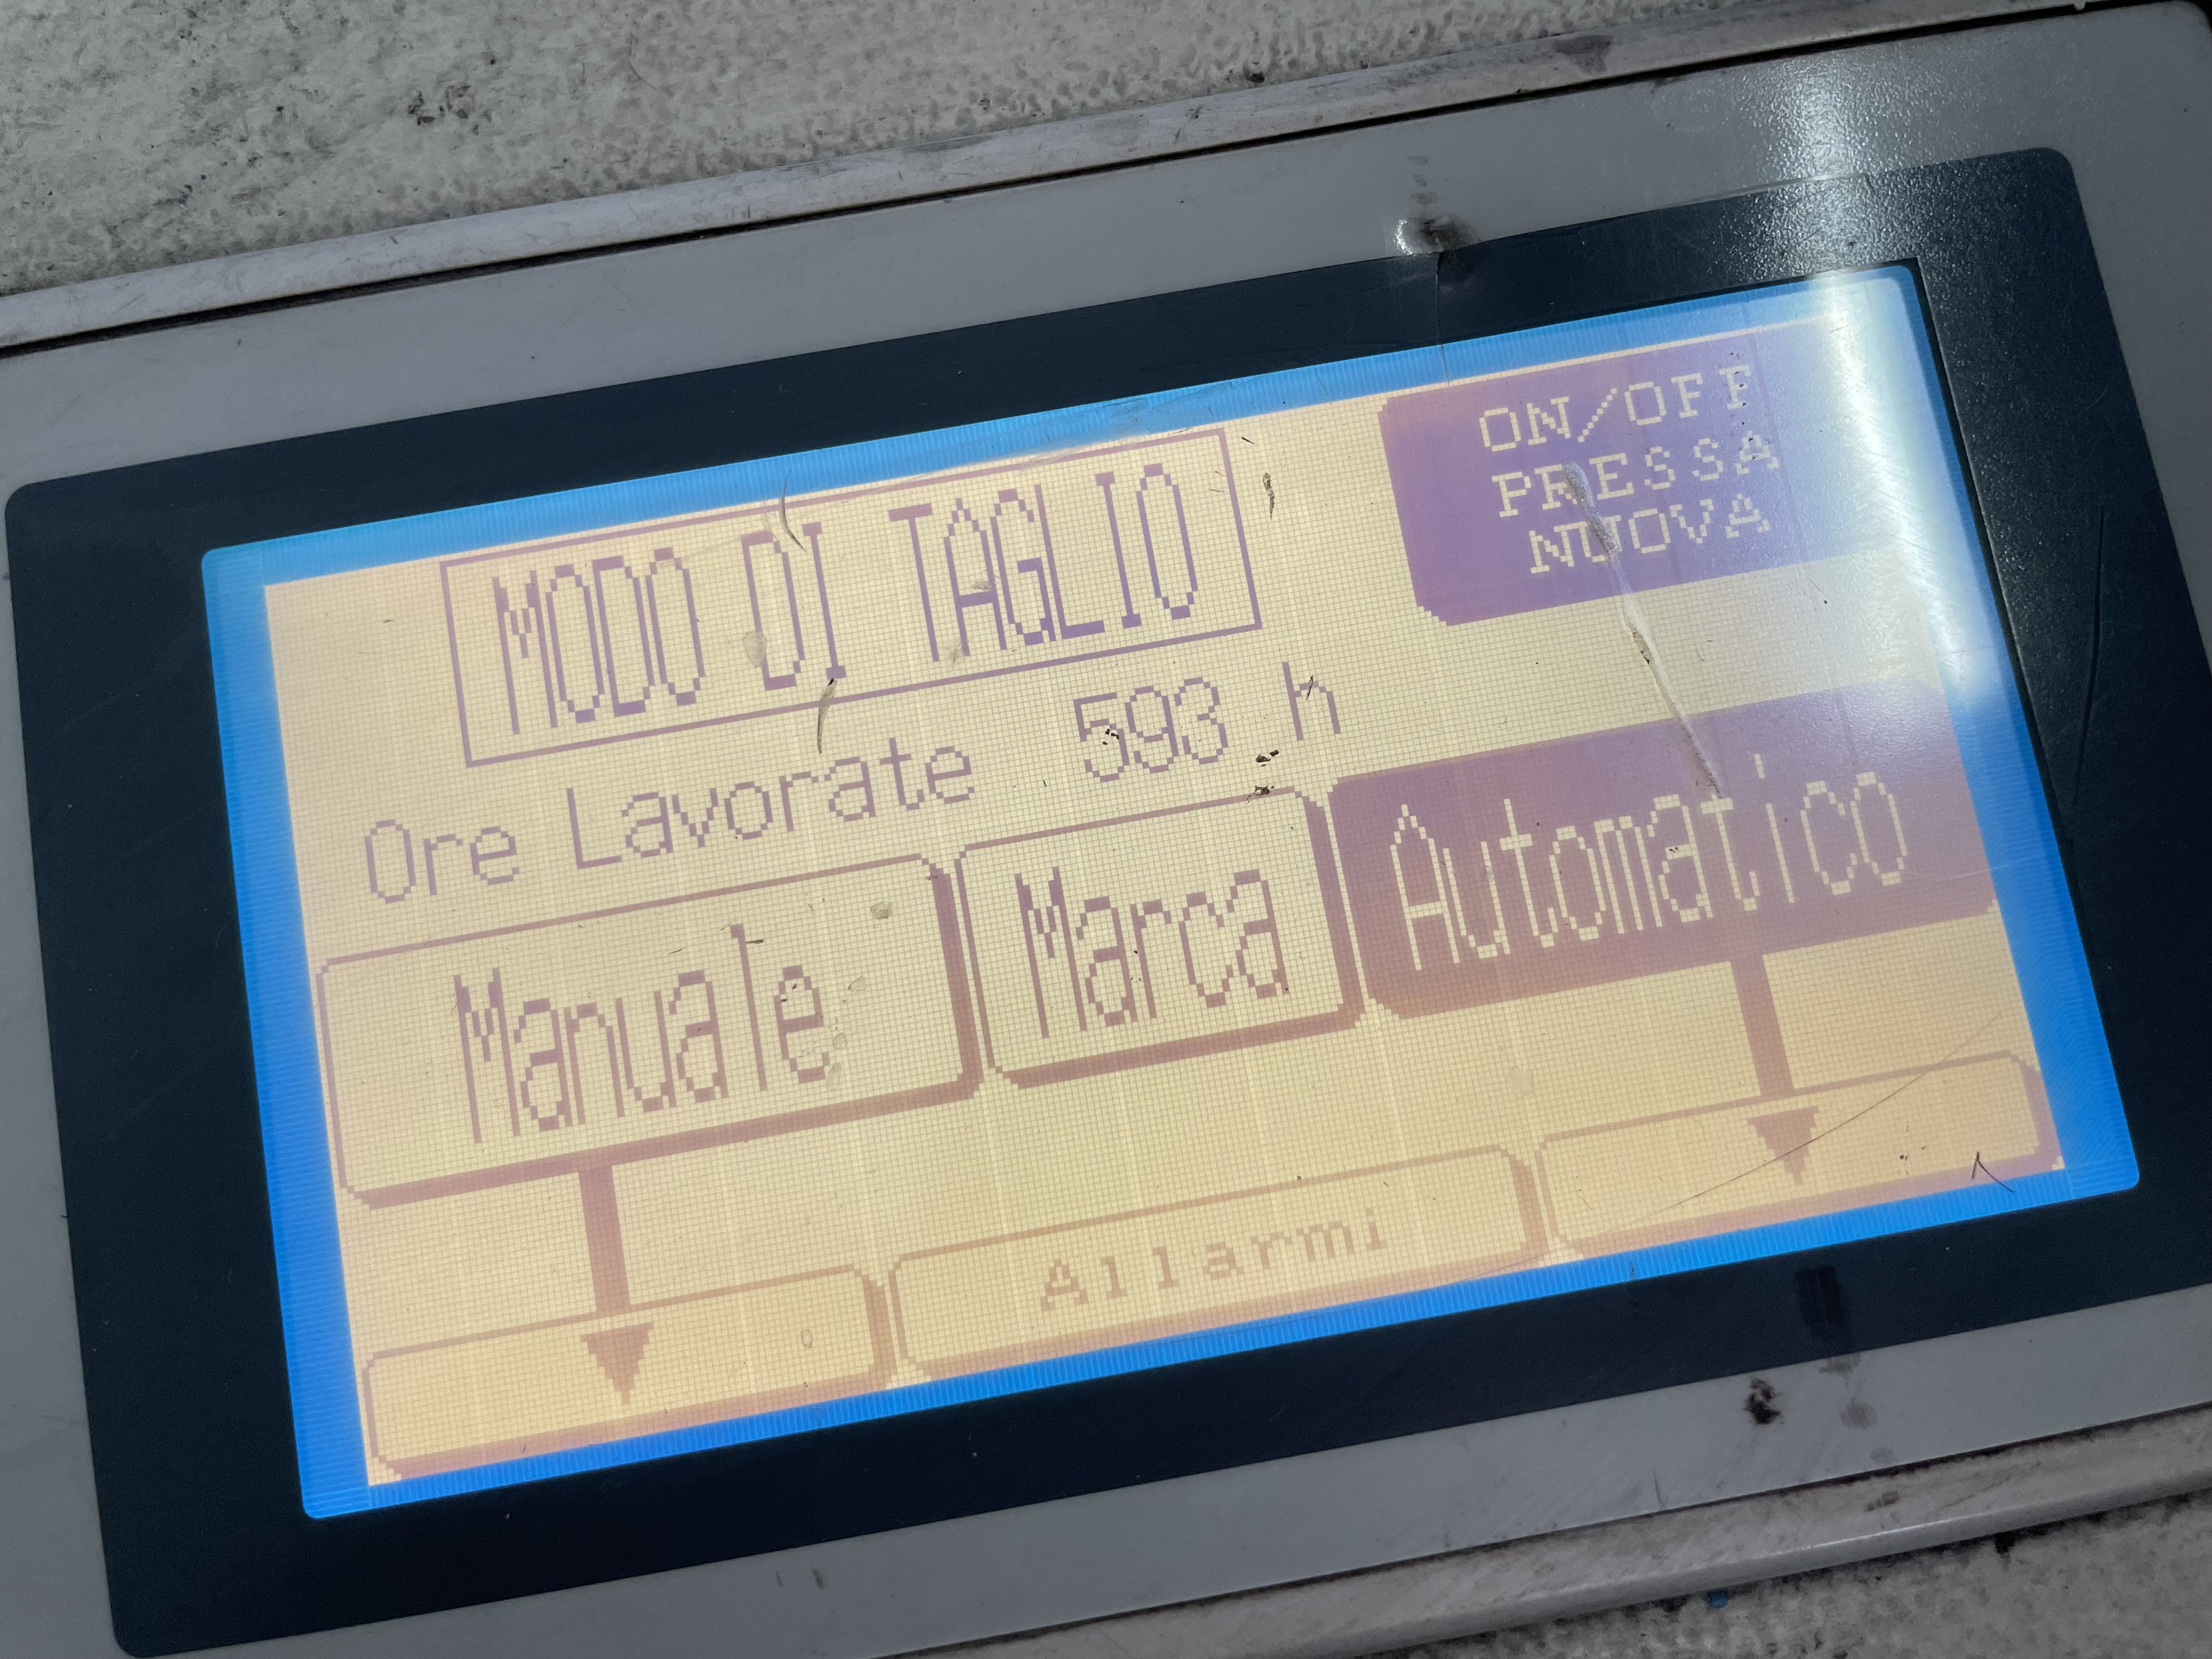 MODO DI TAGLIO
ON/OFF
PRESSA
NUOVA
Ore Lavorate 593 h
Manuale
Marca
Automatico
Allarmi